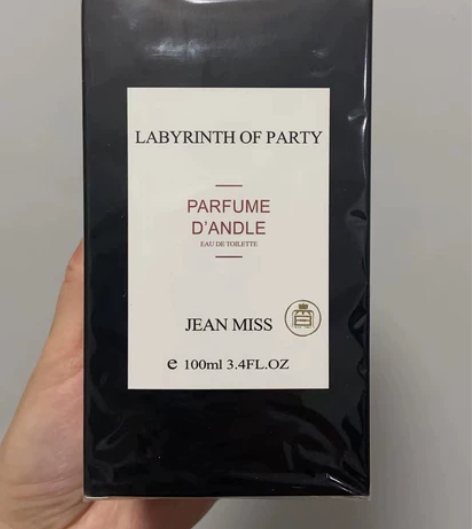 LABYRINTH OF PARTY
PARFUME
D'ANDLE
EAU DE TOILETTE
JEAN MISS
e 100ml 3.4FL.OZ